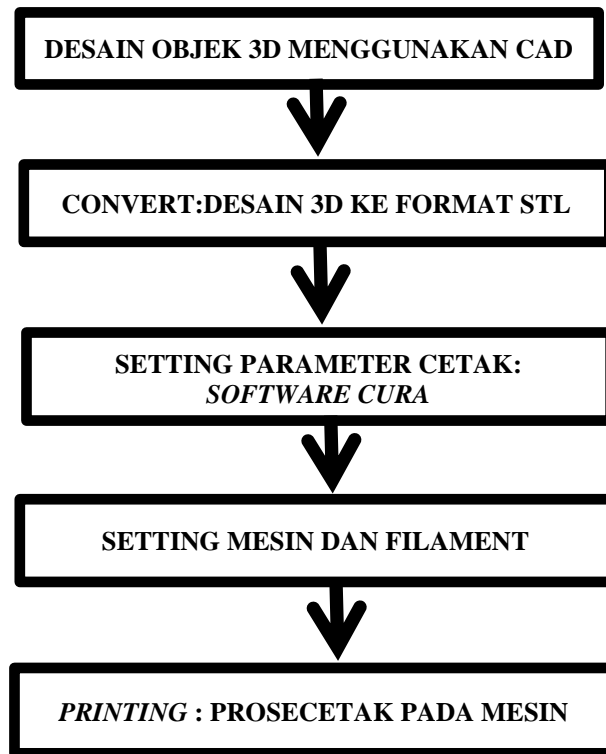 DESAIN OBJEK 3D MENGGUNAKAN CAD
CONVERT:DESAIN 3D KE FORMAT STL
SETTING PARAMETER CETAK:
SOFTWARE CURA
SETTING MESIN DAN FILAMENT
PRINTING : PROSECETAK PADA MESIN